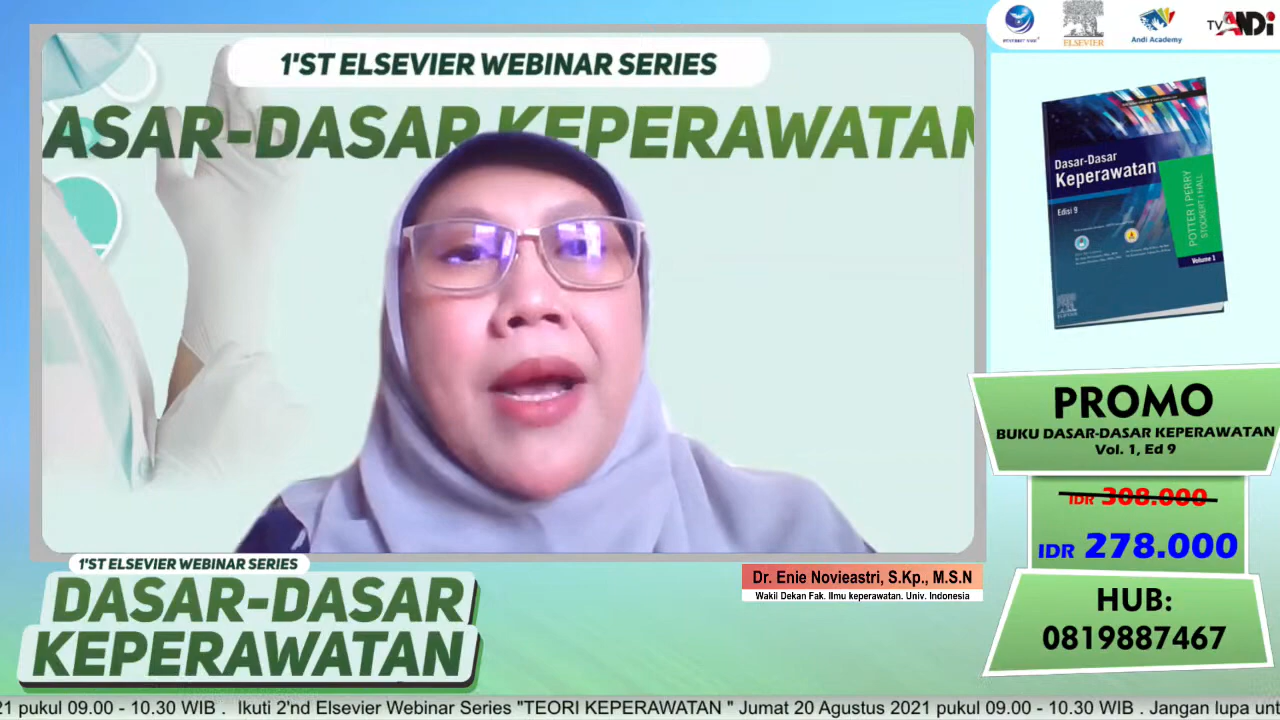 1'ST ELSEVIER WEBINAR SERIES
ASAR-DASAR KEPERAWATAN
ELSEVIER
Andi Academy
TV ANDI
Dasar-Dasar
Keperawatan
Edisi 9
POTTER | PERRY
STOCKERT | HALL
Volume 1
PROMO
BUKU DASAR-DASAR KEPERAWATAN
Vol. 1, Ed 9
IDR 308.000
IDR 278.000
HUB:
0819887467
Dr. Enie Novieastri, S.Kp., M.S.N
Wakil Dekan Fak. Ilmu keperawatan. Univ. Indonesia
1'ST ELSEVIER WEBINAR SERIES
DASAR-DASAR
KEPERAWATAN
21 pukul 09.00 - 10.30 WIB . Ikuti 2'nd Elsevier Webinar Series "TEORI KEPERAWATAN " Jumat 20 Agustus 2021 pukul 09.00 - 10.30 WIB . Jangan lupa unt